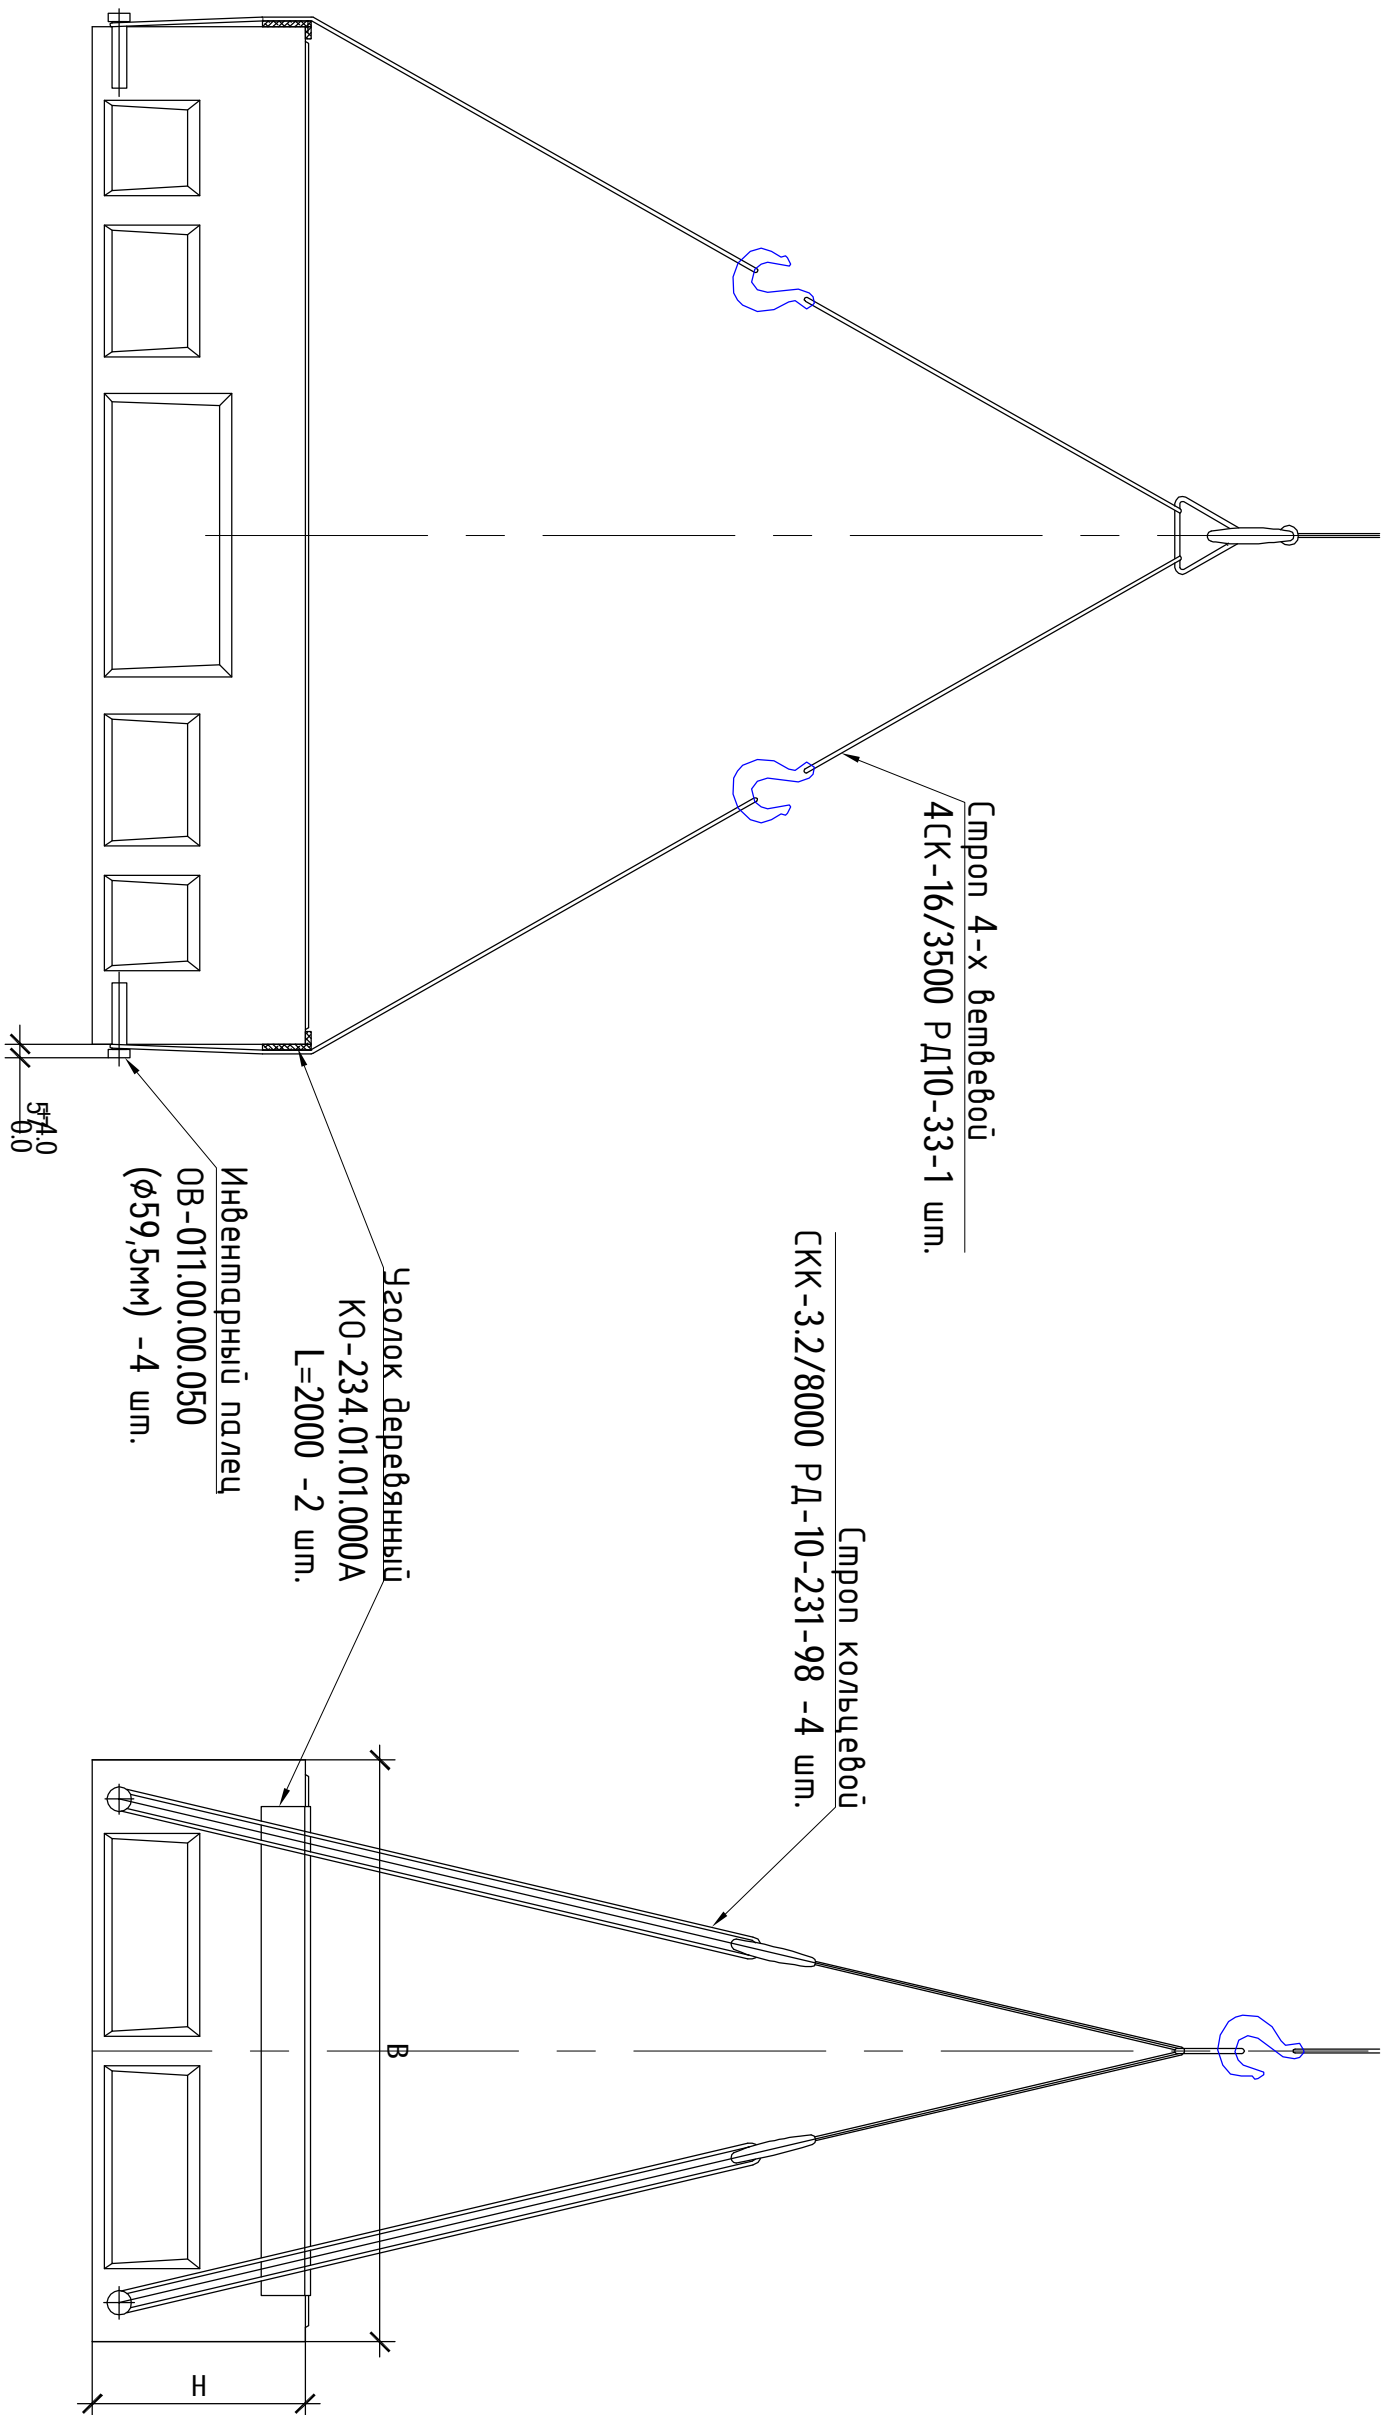 Строп 4-х ветвевой
4СК-16/3500 РД10-33-1 шт.
Строп кольцевой
СКК-3.2/8000 РД-10-231-98 -4 шт.
Уголок деревянный
КО-234.01.01.000А
L=2000 -2 шт.
Инвентарный палец
ОВ-011.00.00.050
(Ø59,5мм) -4 шт.
В
Н